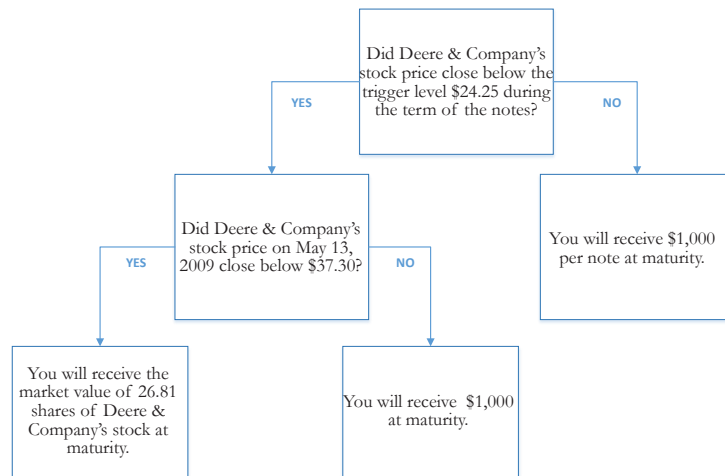 Did Deere & Company's
stock price close below the
trigger level $24.25 during
the term of the notes?
YES
NO
Did Deere & Company's
stock price on May 13,
2009 close below $37.30?
You will receive $1,000
per note at maturity.
YES
NO
You will receive the
market value of 26.81
shares of Deere &
Company's stock at
maturity.
You will receive $1,000
at maturity.